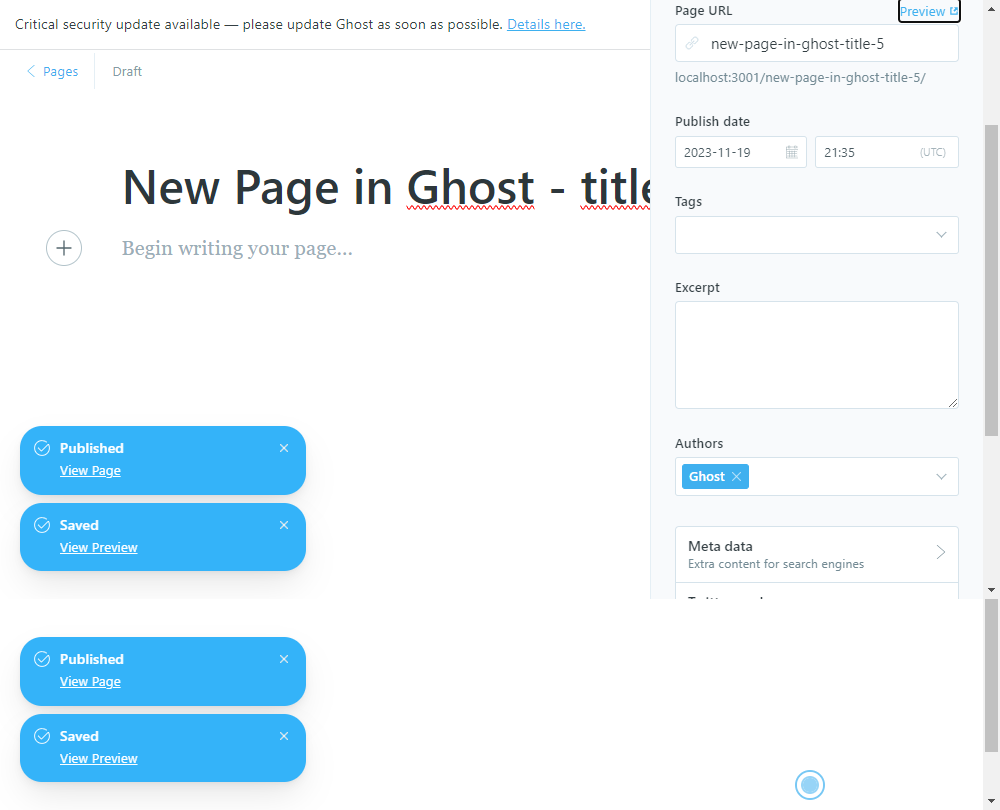 Critical security update available — please update Ghost as soon as possible. Details here.
Pages
Draft
New Page in Ghost - title
Begin writing your page...
Published
View Page
Saved
View Preview
Page URL
Preview
new-page-in-ghost-title-5
localhost:3001/new-page-in-ghost-title-5/
Publish date
2023-11-19
21:35 (UTC)
Tags
Excerpt
Authors
Ghost
Meta data
Extra content for search engines
Published
View Page
Saved
View Preview